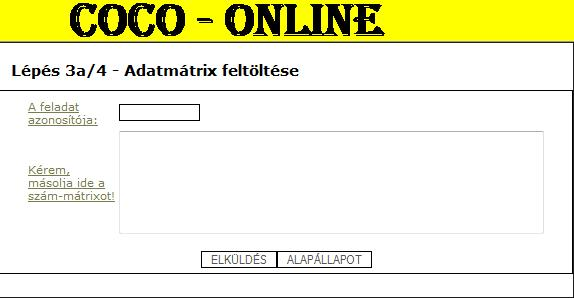 COCO - ONLINE
Lépés 3a/4 - Adatmátrix feltöltése
A feladat
azonosítója:
Kérem,
másolja ide a
szám-mátrixot!
ELKÜLDÉS ALAPÁLLAPOT